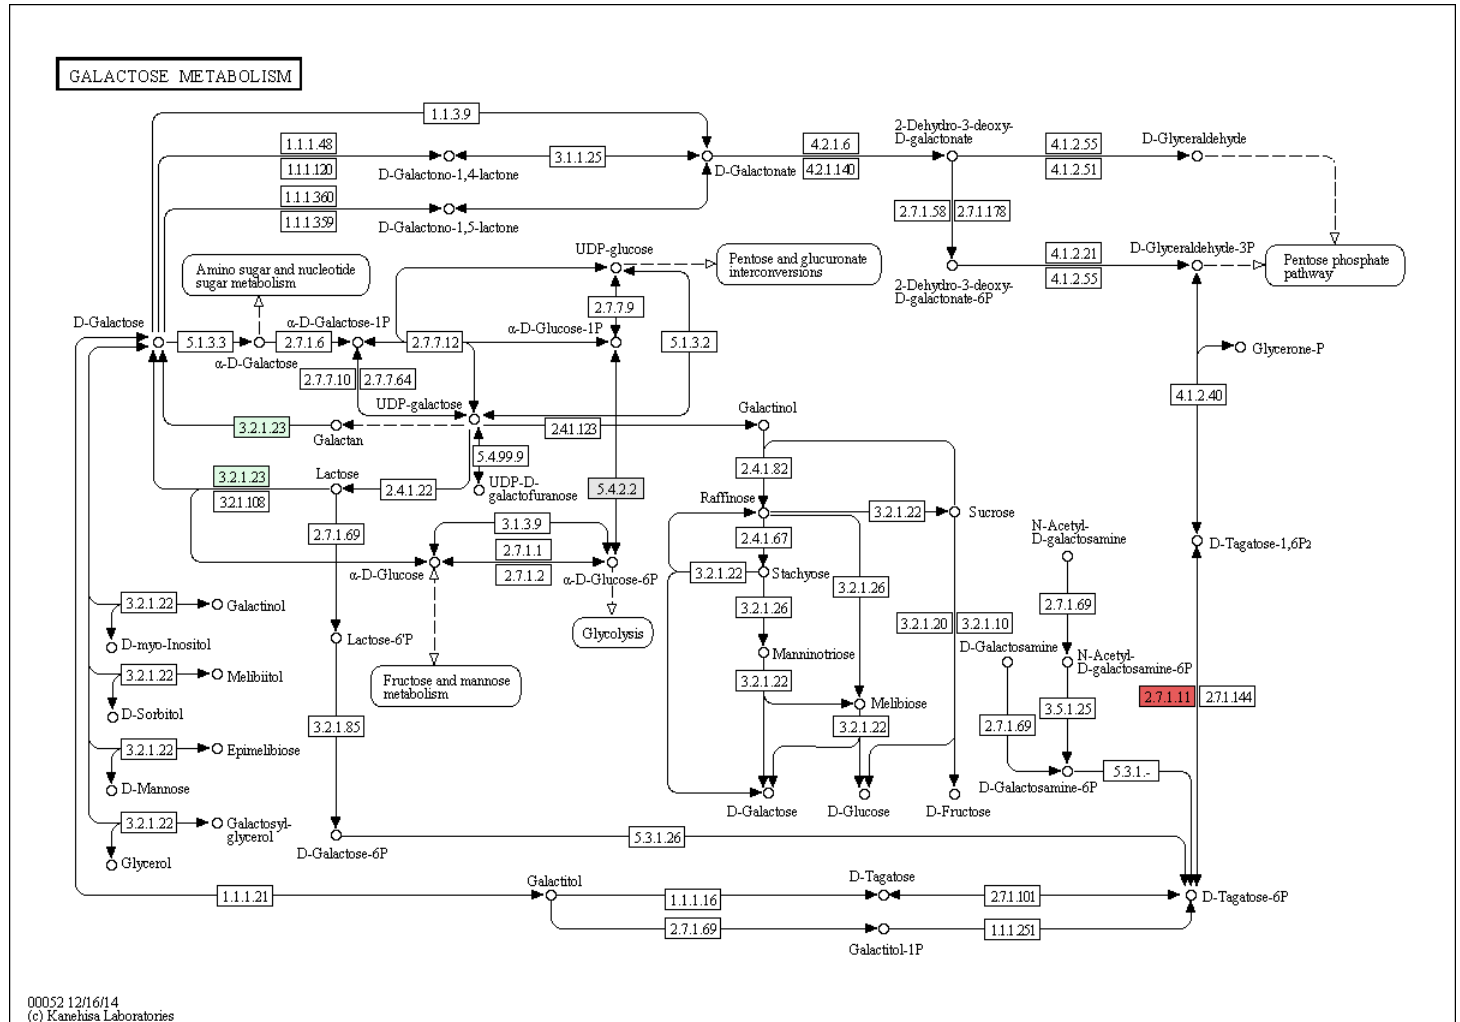 GALACTOSE METABOLISM
1.1.3.9
1.1.1.48
1.1.1.120
3.1.1.25
D-Galactono-1,4-lactone
D-Galactonate
4.2.1.6
4.2.1.140
2-Dehydro-3-deoxy-
D-galactonate
4.1.2.55
4.1.2.51
D-Glyceraldehyde
1.1.1.360
1.1.1.359
D-Galactono-1,5-lactone
2.7.1.58
2.7.1.178
Amino sugar and nucleotide
sugar metabolism
UDP-glucose
Pentose and glucuronate
interconversions
2-Dehydro-3-deoxy-
D-galactonate-6P
4.1.2.21
4.1.2.55
D-Glyceraldehyde-3P
Pentose phosphate
pathway
2.7.7.9
D-Galactose
5.1.3.3
α-D-Galactose
2.7.1.6
α-D-Galactose-1P
2.7.7.12
α-D-Glucose-1P
5.1.3.2
Glycerone-P
2.7.7.10
2.7.7.64
4.1.2.40
UDP-galactose
3.2.1.23
Galactan
2.4.1.123
Galactinol
5.4.99.9
UDP-D-
galactofuranose
5.4.2.2
2.4.1.82
3.2.1.23
3.2.1.108
Lactose
2.4.1.22
Raffinose
3.2.1.22
Sucrose
2.7.1.69
3.1.3.9
2.7.1.1
2.7.1.2
α-D-Glucose
α-D-Glucose-6P
2.4.1.67
3.2.1.22
Stachyose
3.2.1.26
3.2.1.26
N-Acetyl-
D-galactosamine
D-Tagatose-1,6P2
2.7.1.69
3.2.1.22
Galactinol
D-myo-Inositol
Lactose-6'P
Glycolysis
Manninotriose
3.2.1.20
3.2.1.10
D-Galactosamine
N-Acetyl-
D-galactosamine-6P
3.2.1.22
Melibiitol
D-Sorbitol
Fructose and mannose
metabolism
3.2.1.22
Melibiose
3.2.1.22
2.7.1.69
3.5.1.25
2.7.1.11
2.7.1.144
3.2.1.85
3.2.1.22
Epimelibiose
D-Mannose
D-Galactose
D-Glucose
D-Fructose
D-Galactosamine-6P
5.3.1.-
3.2.1.22
Galactosyl-
glycerol
Glycerol
D-Galactose-6P
5.3.1.26
1.1.1.21
Galactitol
1.1.1.16
D-Tagatose
2.7.1.101
D-Tagatose-6P
2.7.1.69
Galactitol-1P
1.1.1.251
00052 12/16/14
(c) Kanehisa Laboratories